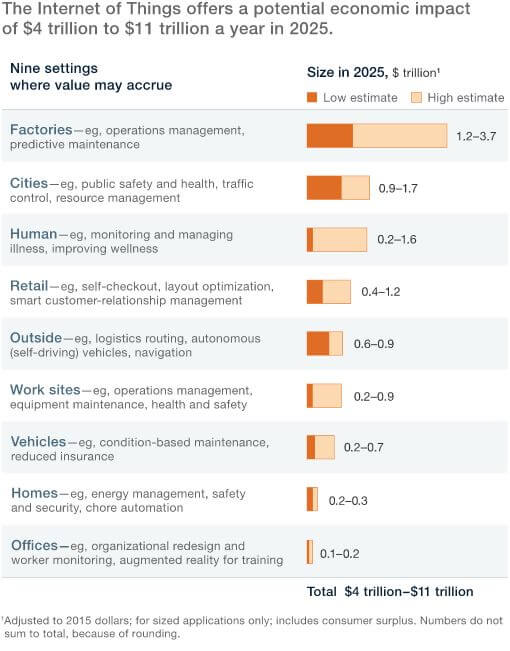 The Internet of Things offers a potential economic impact
of $4 trillion to $11 trillion a year in 2025.
Nine settings
where value may accrue
Size in 2025, $ trillion¹
Low estimate High estimate
Factories—eg, operations management,
predictive maintenance
1.2–3.7
Cities—eg, public safety and health, traffic
control, resource management
0.9–1.7
Human—eg, monitoring and managing
illness, improving wellness
0.2–1.6
Retail—eg, self-checkout, layout optimization,
smart customer-relationship management
0.4–1.2
Outside—eg, logistics routing, autonomous
(self-driving) vehicles, navigation
0.6–0.9
Work sites—eg, operations management,
equipment maintenance, health and safety
0.2–0.9
Vehicles—eg, condition-based maintenance,
reduced insurance
0.2–0.7
Homes—eg, energy management, safety
and security, chore automation
0.2–0.3
Offices—eg, organizational redesign and
worker monitoring, augmented reality for training
0.1–0.2
Total $4 trillion–$11 trillion
¹Adjusted to 2015 dollars; for sized applications only; includes consumer surplus. Numbers do not
sum to total, because of rounding.